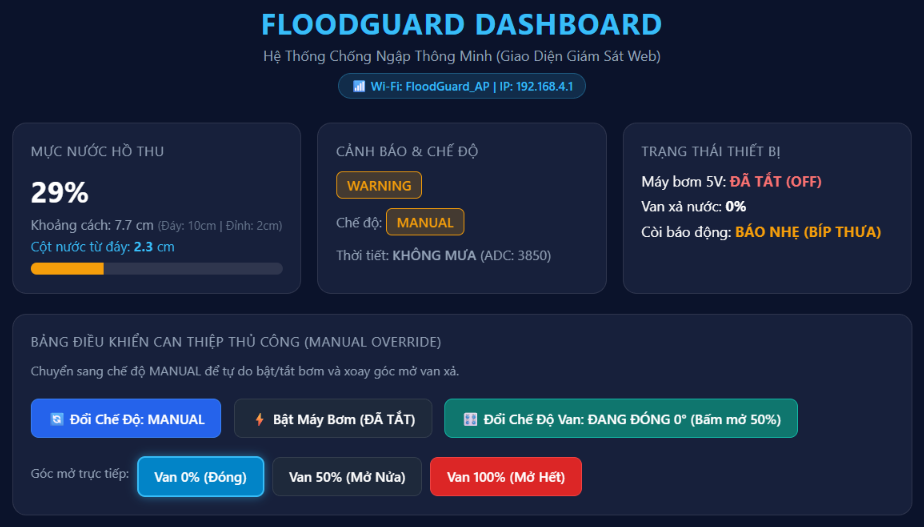 FLOODGUARD DASHBOARD
Hệ Thống Chống Ngập Thông Minh (Giao Diện Giám Sát Web)
📶 Wi-Fi: FloodGuard_AP | IP: 192.168.4.1
MỰC NƯỚC HỒ THU
29%
Khoảng cách: 7.7 cm (Đáy: 10cm | Đỉnh: 2cm)
Cột nước từ đáy: 2.3 cm
CẢNH BÁO & CHẾ ĐỘ
WARNING
Chế độ: MANUAL
Thời tiết: KHÔNG MƯA (ADC: 3850)
TRẠNG THÁI THIẾT BỊ
Máy bơm 5V: ĐÃ TẮT (OFF)
Van xả nước: 0%
Còi báo động: BÁO NHẸ (BÍP THƯA)
BẢNG ĐIỀU KHIỂN CAN THIỆP THỦ CÔNG (MANUAL OVERRIDE)
Chuyển sang chế độ MANUAL để tự do bật/tắt bơm và xoay góc mở van xả.
🔄 Đổi Chế Độ: MANUAL
⚡ Bật Máy Bơm (ĐÃ TẮT)
🎛️ Đổi Chế Độ Van: ĐANG ĐÓNG 0° (Bấm mở 50%)
Góc mở trực tiếp:
Van 0% (Đóng)
Van 50% (Mở Nửa)
Van 100% (Mở Hết)